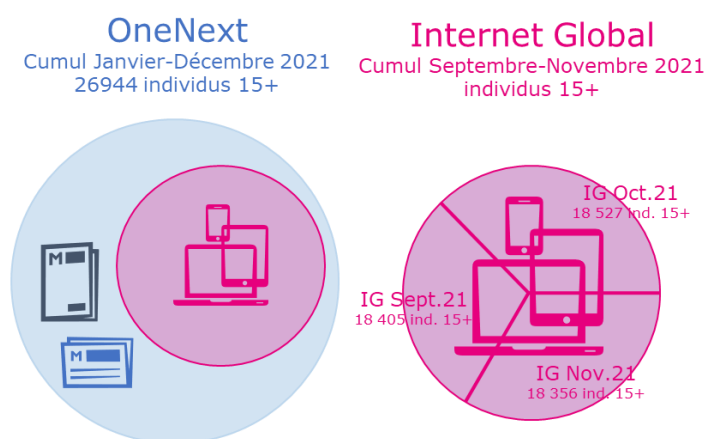 OneNext
Cumul Janvier-Décembre 2021
26944 individus 15+
Internet Global
Cumul Septembre-Novembre 2021
individus 15+
M
M
IG Oct.21
18 527 ind. 15+
IG Sept.21
18 405 ind. 15+
IG Nov.21
18 356 ind. 15+